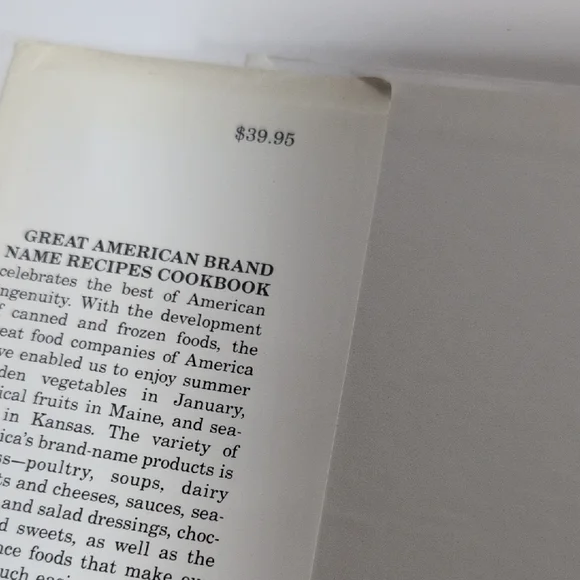 $39.95
GREAT AMERICAN BRAND
NAME RECIPES COOKBOOK
celebrates the best of American
ngenuity. With the development
f canned and frozen foods, the
eat food companies of America
ve enabled us to enjoy summer
den vegetables in January,
ical fruits in Maine, and sea-
in Kansas. The variety of
ica's brand-name products is
ss—poultry, soups, dairy
ts and cheeses, sauces, sea-
and salad dressings, choc-
d sweets, as well as the
nce foods that make
uch